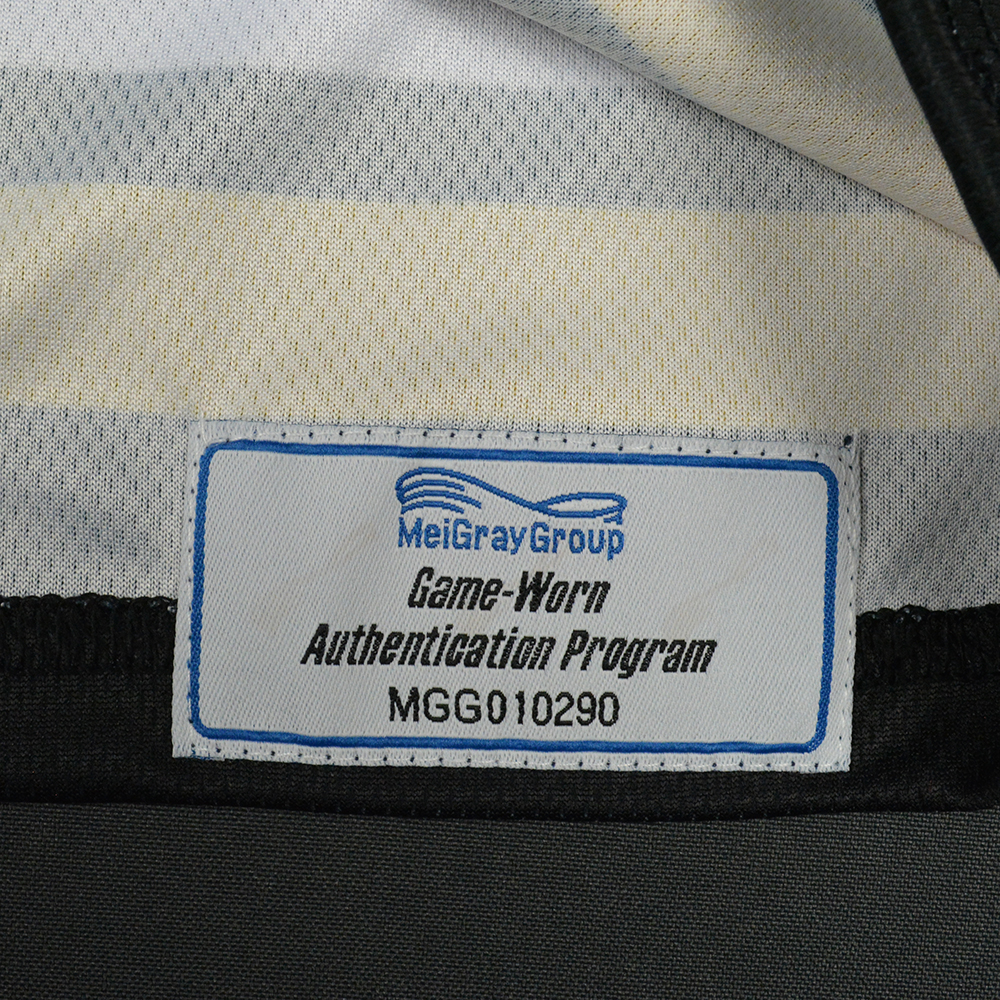 MeiGrayGroup
Game-Worn
Authentication Program
MGG010290